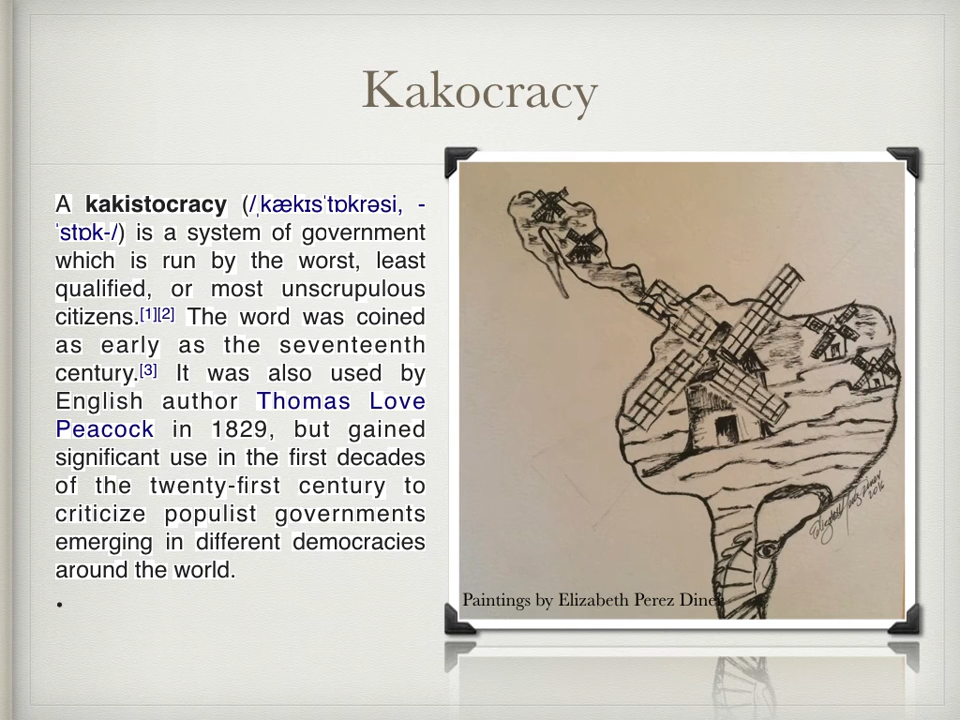 Kakocracy
A kakistocracy (/ˌkækɪsˈtɒkrəsi, -
ˈstɒk-/) is a system of government
which is run by the worst, least
qualified, or most unscrupulous
citizens.[1][2] The word was coined
as early as the seventeenth
century.[3] It was also used by
English author Thomas Love
Peacock in 1829, but gained
significant use in the first decades
of the twenty-first century to
criticize populist governments
emerging in different democracies
around the world.
•
Paintings by Elizabeth Perez Diner
Elizabeth
2016